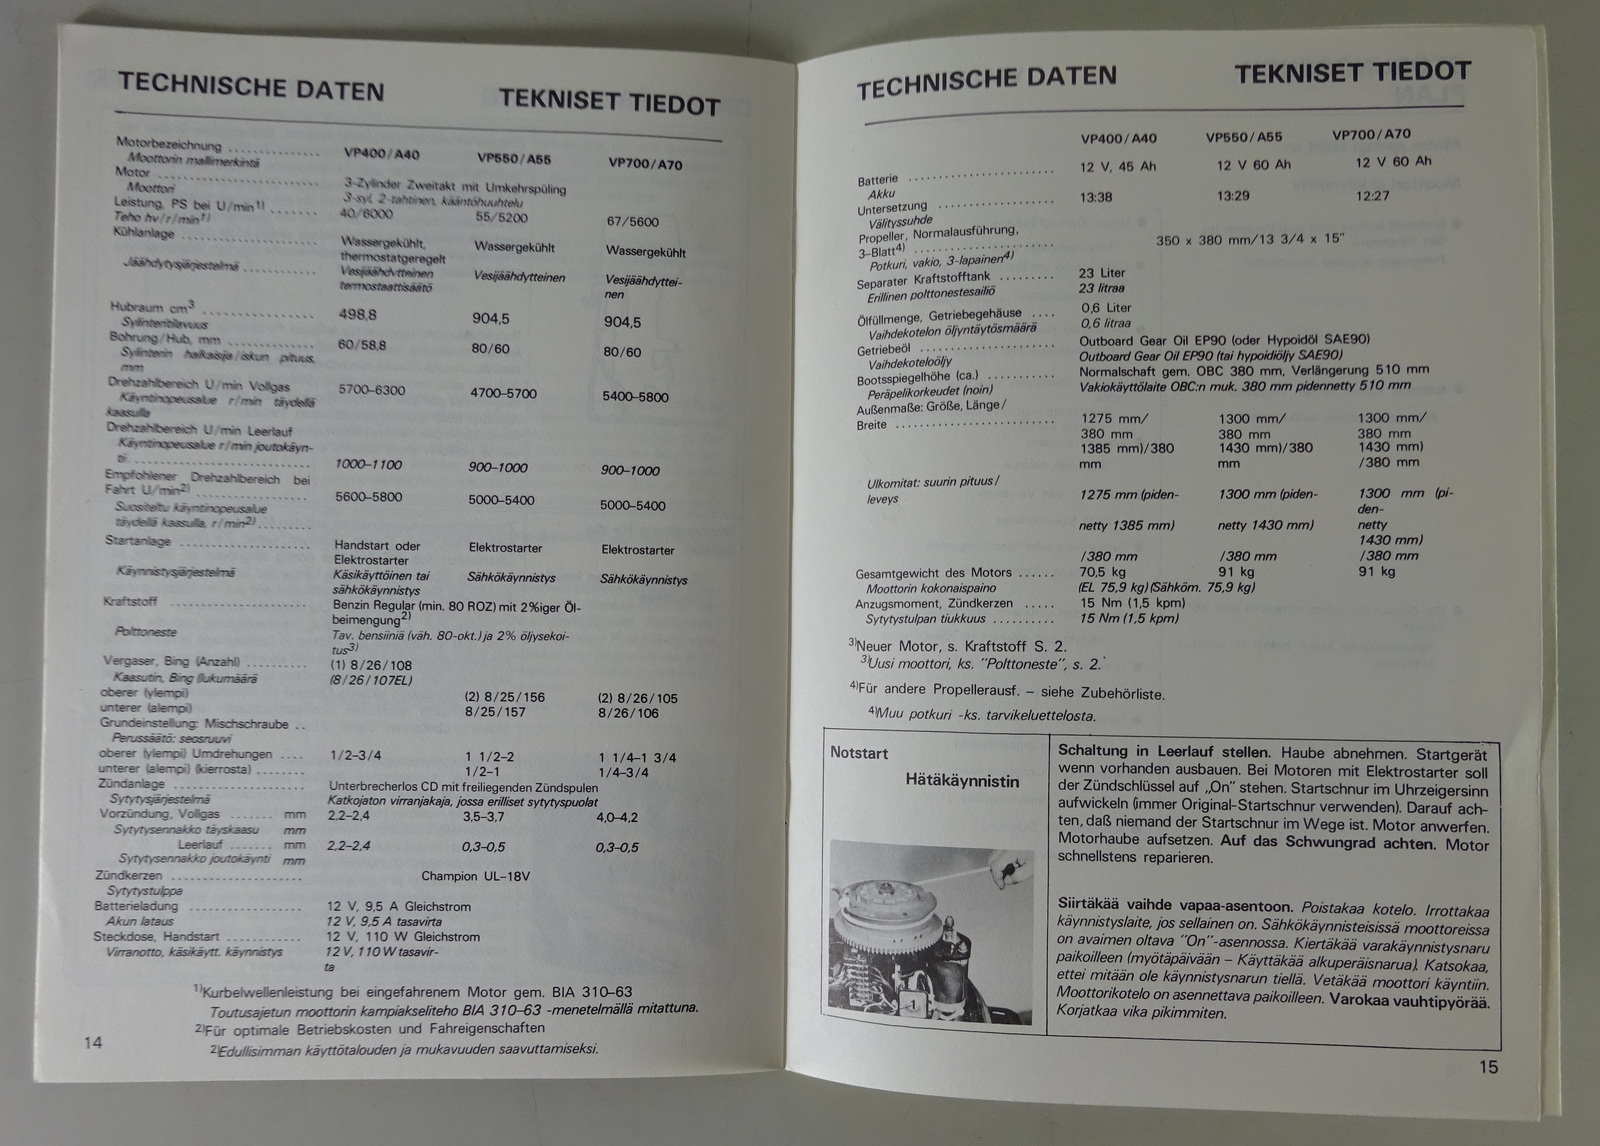 TECHNISCHE DATEN TEKNISET TIEDOT
Motorbezeichnung .............. VP400/A40 VP550/A55 VP700/A70
Moottorin mallimerkintä
Motor ........................ 3-Zylinder Zweitakt mit Umkehrspüling
Moottori 3-syl. 2-tahtinen, kääntöhuuhtelu
Leistung, PS bei U/min1) ....... 40/6000 55/5200 67/5600
Teho hv/r/min1)
Kühlanlage .................... Wassergekühlt, Wassergekühlt Wassergekühlt
thermostatgeregelt
Jäähdytysjärjestelmä ........... Vesijäähdytteinen Vesijäähdytteinen Vesijäähdyttei-
termostaattisäätö nen
Hubraum cm3 ................. 498,8 904,5 904,5
Sylinteritilavuus
Bohrung/Hub, mm ............. 60/58,8 80/60 80/60
Sylinterin halkaisija/iskun pituus,
mm
Drehzahlbereich U/min Vollgas 5700–6300 4700–5700 5400–5800
Käyntinopeusalue r/min täydellä
kaasulla
Drehzahlbereich U/min Leerlauf
Käyntinopeusalue r/min joutokäyn-
ti .......................... 1000–1100 900–1000 900–1000
Empfohlener Drehzahlbereich bei
Fahrt U/min2) ................ 5600–5800 5000–5400 5000–5400
Suositeltu käyntinopeusalue
täydellä kaasulla, r/min2) ........
Startanlage ................... Handstart oder Elektrostarter Elektrostarter
Elektrostarter
Käynnistysjärjestelmä Käsikäyttöinen tai Sähkökäynnistys Sähkökäynnistys
sähkökäynnistys
Kraftstoff .................... Benzin Regular (min. 80 ROZ) mit 2%iger Öl-
beimengung2)
Polttoneste Tav. bensiiniä (väh. 80-okt.) ja 2% öljysekoi-
tus3)
Vergaser, Bing (Anzahl) ......... (1) 8/26/108
Kaasutin, Bing (lukumäärä (8/26/107EL)
oberer (ylempi) (2) 8/25/156 (2) 8/26/105
unterer (alempi) 8/25/157 8/26/106
Grundeinstellung: Mischschraube ..
Perussäätö: seosruuvi
oberer (ylempi) Umdrehungen .... 1/2–3/4 1 1/2–2 1 1/4–1 3/4
unterer (alempi) (kierrosta) ........ 1/2–1 1/4–3/4
Zündanlage ................... Unterbrecherlos CD mit freiliegenden Zündspulen
Sytytysjärjestelmä Katkojaton virranjakaja, jossa erilliset sytytyspuolat
Vorzündung, Vollgas ....... mm 2,2–2,4 3,5–3,7 4,0–4,2
Sytytysennakko täyskaasu mm
Leerlauf ....... mm 2,2–2,4 0,3–0,5 0,3–0,5
Sytytysennakko joutokäynti mm
Zündkerzen ................... Champion UL–18V
Sytytystulppa
Batterieladung ................. 12 V, 9,5 A Gleichstrom
Akun lataus 12 V, 9,5 A tasavirta
Steckdose, Handstart ........... 12 V, 110 W Gleichstrom
Virranotto, käsikäytt. käynnistys 12 V, 110 W tasavir-
ta
1)Kurbelwellenleistung bei eingefahrenem Motor gem. BIA 310–63
Toutusajetun moottorin kampiakseliteho BIA 310–63 -menetelmällä mitattuna.
2)Für optimale Betriebskosten und Fahreigenschaften
2)Edullisimman käyttötalouden ja mukavuuden saavuttamiseksi.
14
TECHNISCHE DATEN TEKNISET TIEDOT
VP400/A40 VP550/A55 VP700/A70
Batterie ...................... 12 V, 45 Ah 12 V 60 Ah 12 V 60 Ah
Akku
Untersetzung .................. 13:38 13:29 12:27
Välityssuhde
Propeller, Normalausführung,
3–Blatt4) ..................... 350 x 380 mm/13 3/4 x 15"
Potkuri, vakio, 3-lapainen4)
Separater Kraftstofftank ......... 23 Liter
Erillinen polttonestesailiö 23 litraa
Ölfüllmenge, Getriebegehäuse .... 0,6 Liter
Vaihdekotelon öljyntäytösmäärä 0,6 litraa
Getriebeöl .................... Outboard Gear Oil EP90 (oder Hypoidöl SAE90)
Vaihdekoteloöljy Outboard Gear Oil EP90 (tai hypoidiöljy SAE90)
Bootsspiegelhöhe (ca.) .......... Normalschaft gem. OBC 380 mm, Verlängerung 510 mm
Peräpelikorkeudet (noin) Vakiokäyttölaite OBC:n muk. 380 mm pidennetty 510 mm
Außenmaße: Größe, Länge/
Breite ....................... 1275 mm/ 1300 mm/ 1300 mm/
380 mm 380 mm 380 mm
1385 mm)/380 1430 mm)/380 1430 mm)
mm mm /380 mm
Ulkomitat: suurin pituus/
leveys 1275 mm (piden- 1300 mm (piden- 1300 mm (pi-
den-
netty 1385 mm) netty 1430 mm) netty
1430 mm)
/380 mm /380 mm /380 mm
Gesamtgewicht des Motors ...... 70,5 kg 91 kg 91 kg
Moottorin kokonaispaino (EL 75,9 kg)(Sähköm. 75,9 kg)
Anzugsmoment, Zündkerzen ..... 15 Nm (1,5 kpm)
Sytytystulpan tiukkuus .......... 15 Nm (1,5 kpm)
3)Neuer Motor, s. Kraftstoff S. 2.
3)Uusi moottori, ks. "Polttoneste", s. 2.
4)Für andere Propellerausf. – siehe Zubehörliste.
4)Muu potkuri -ks. tarvikeluettelosta.
Notstart
Hätäkäynnistin
Schaltung in Leerlauf stellen. Haube abnehmen. Startgerät
wenn vorhanden ausbauen. Bei Motoren mit Elektrostarter soll
der Zündschlüssel auf „On" stehen. Startschnur im Uhrzeigersinn
aufwickeln (immer Original-Startschnur verwenden). Darauf ach-
ten, daß niemand der Startschnur im Wege ist. Motor anwerfen.
Motorhaube aufsetzen. Auf das Schwungrad achten. Motor
schnellstens reparieren.
Siirtäkää vaihde vapaa-asentoon. Poistakaa kotelo. Irrottakaa
käynnistyslaite, jos sellainen on. Sähkökäynnisteisissä moottoreissa
on avaimen oltava "On"-asennossa. Kiertäkää varakäynnistysnaru
paikoilleen (myötäpäivään – Käyttäkää alkuperäisnarua). Katsokaa,
ettei mitään ole käynnistysnarun tiellä. Vetäkää moottori käyntiin.
Moottorikotelo on asennettava paikoilleen. Varokaa vauhtipyörää.
Korjatkaa vika pikimmiten.
1
15